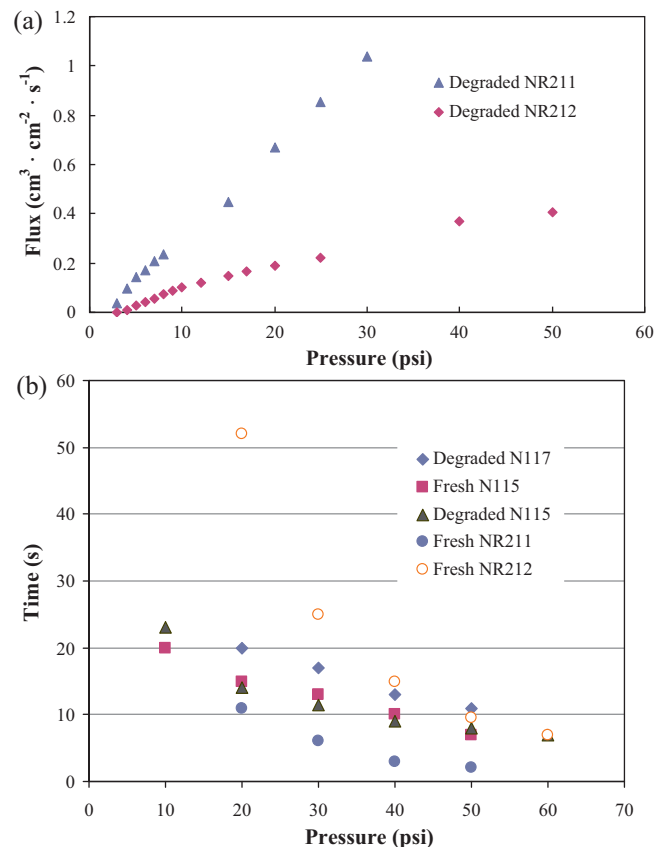 (a)
1.2
1
0.8
0.6
0.4
0.2
0
Flux (cm³ · cm⁻² · s⁻¹)
Degraded NR211
Degraded NR212
0 10 20 30 40 50 60
Pressure (psi)
(b)
60
50
40
30
20
10
0
Time (s)
Degraded N117
Fresh N115
Degraded N115
Fresh NR211
Fresh NR212
0 10 20 30 40 50 60 70
Pressure (psi)